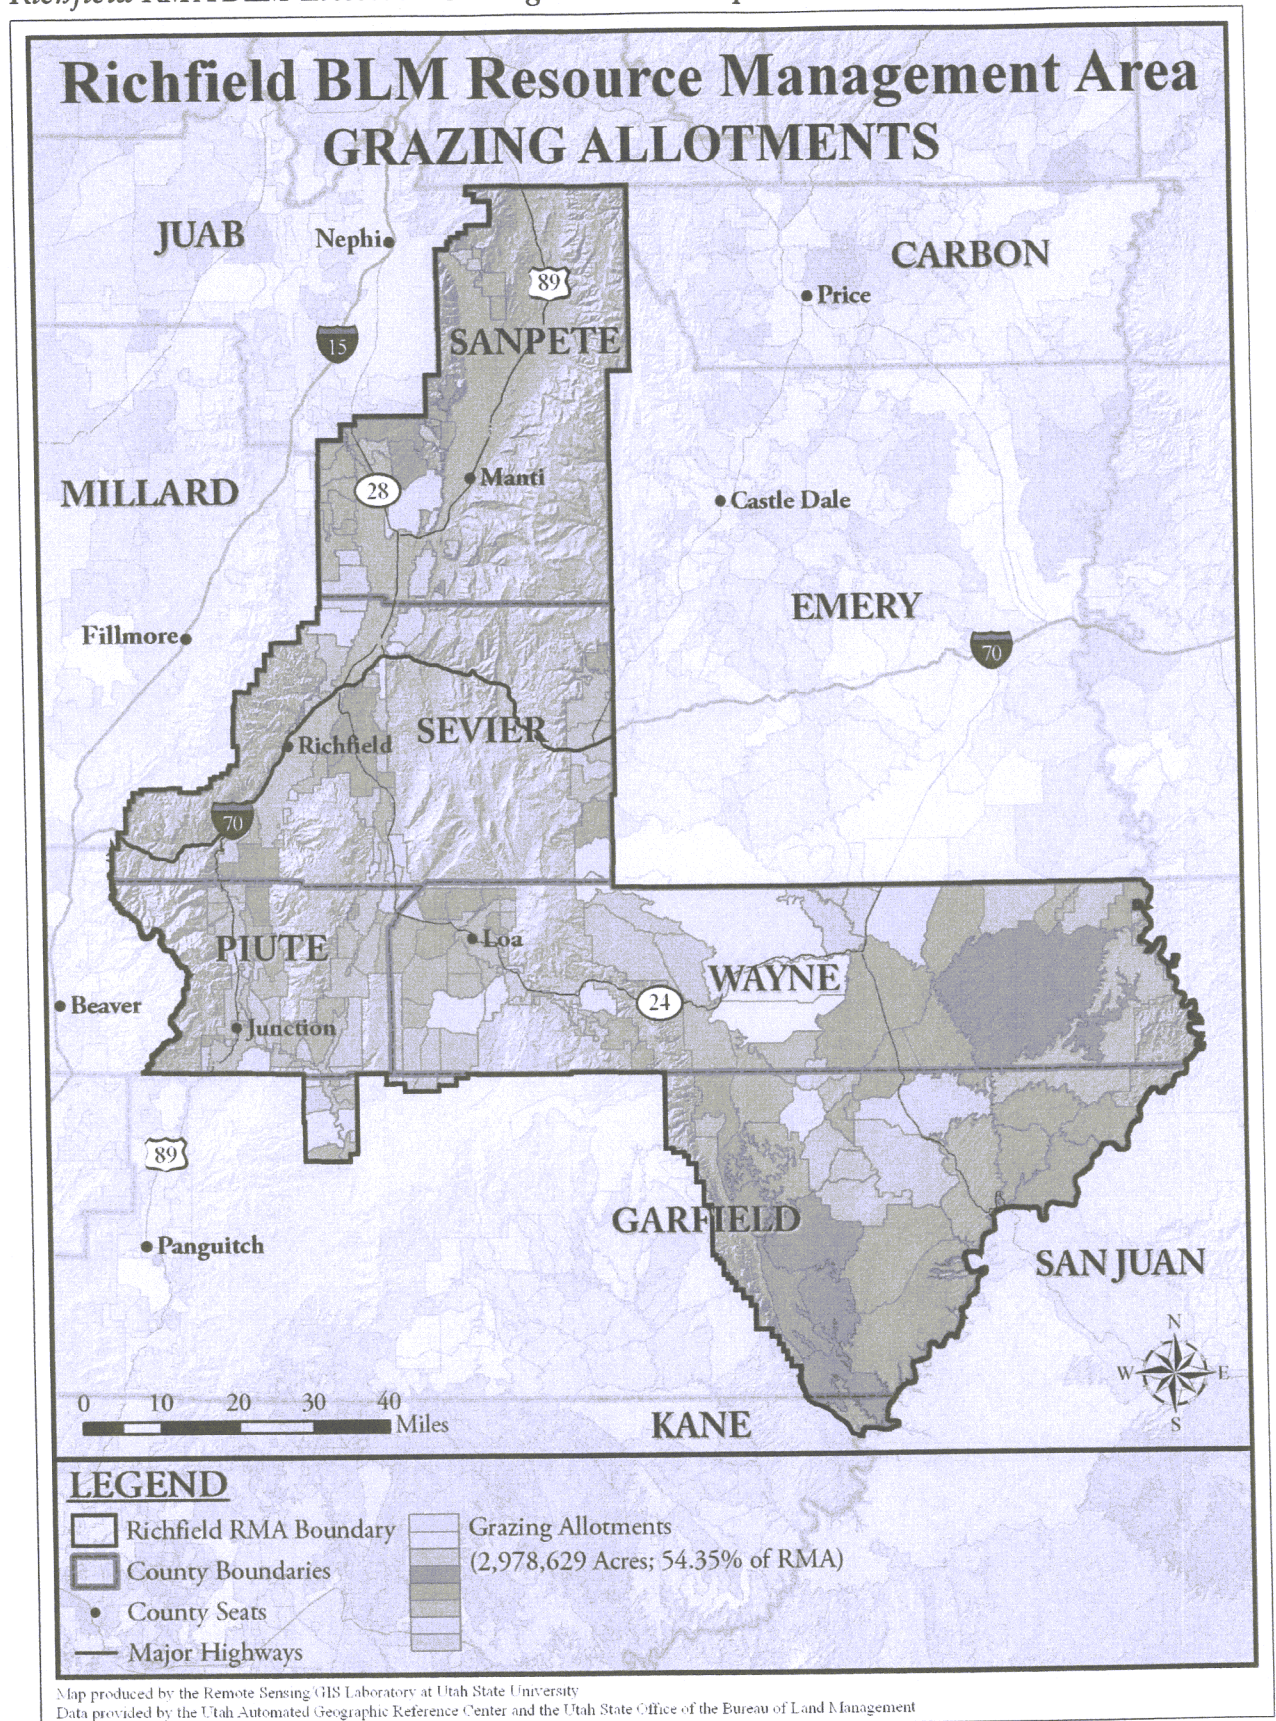 Richfield BLM Resource Management Area
GRAZING ALLOTMENTS
JUAB
Nephi
CARBON
89
Price
15
SANPETE
MILLARD
28
Manti
Castle Dale
EMERY
Fillmore
70
SEVIER
Richfield
70
PIUTE
Loa
WAYNE
24
Beaver
Junction
89
GARFIELD
Panguitch
SAN JUAN
N
W E
S
0 10 20 30 40
Miles
KANE
LEGEND
Richfield RMA Boundary
County Boundaries
County Seats
Major Highways
Grazing Allotments
(2,978,629 Acres; 54.35% of RMA)
Map produced by the Remote Sensing/GIS Laboratory at Utah State University
Data provided by the Utah Automated Geographic Reference Center and the Utah State Office of the Bureau of Land Management